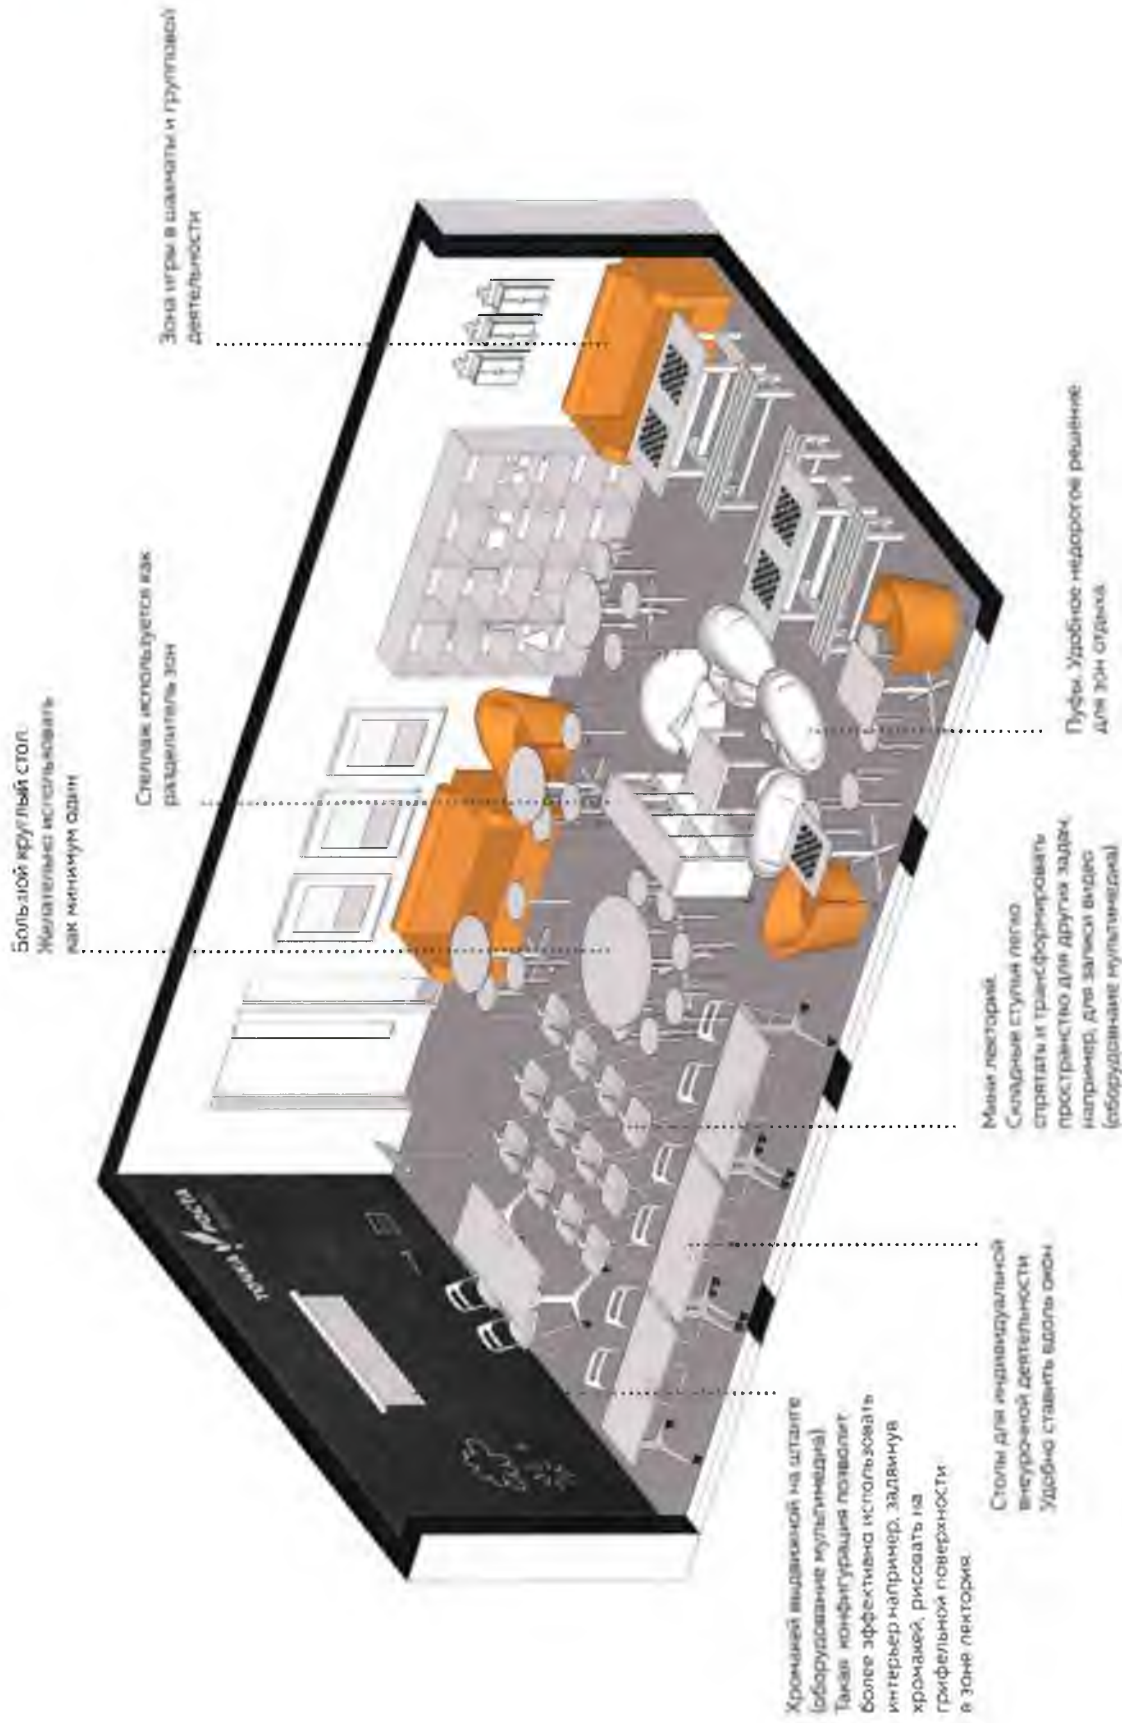 Большой круглый стол.
Желательно использовать
как минимум один
Стеллаж используется как
разделитель зон
Зона игры в шахматы и групповой
деятельности
ТОЧКА РОСТА
Хромакей выдвижной на штанге
(оборудование мультимедиа)
Такая конфигурация позволит
более эффективно использовать
интерьер например, задвинув
хромакей, рисовать на
грифельной поверхности
в зоне лектория.
Столы для индивидуальной
внеурочной деятельности.
Удобно ставить вдоль окон
Мини лекторий.
Складные стулья легко
спрятать и трансформировать
пространство для других задач,
например, для записи видео
(оборудование мультимедиа)
Пуфы. Удобное недорогое решение
для зон отдыха.